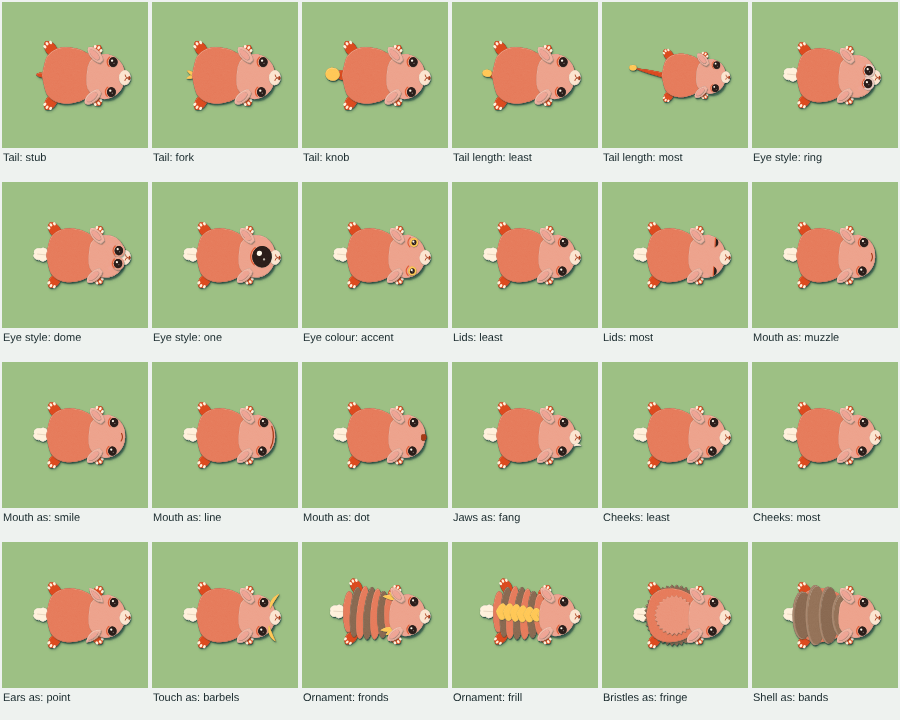 Tail: stub
Tail: fork
Tail: knob
Tail length: least
Tail length: most
Eye style: ring
Eye style: dome
Eye style: one
Eye colour: accent
Lids: least
Lids: most
Mouth as: muzzle
Mouth as: smile
Mouth as: line
Mouth as: dot
Jaws as: fang
Cheeks: least
Cheeks: most
Ears as: point
Touch as: barbels
Ornament: fronds
Ornament: frill
Bristles as: fringe
Shell as: bands